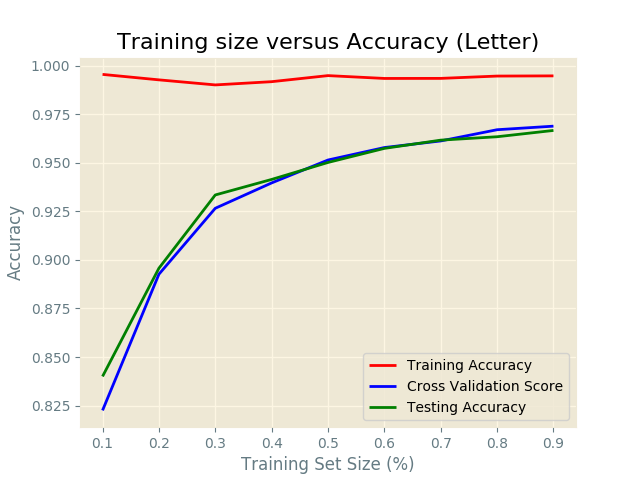 Training size versus Accuracy (Letter)
1.000
0.975
0.950
0.925
0.900
0.875
0.850
0.825
Accuracy
Training Accuracy
Cross Validation Score
Testing Accuracy
0.1 0.2 0.3 0.4 0.5 0.6 0.7 0.8 0.9
Training Set Size (%)